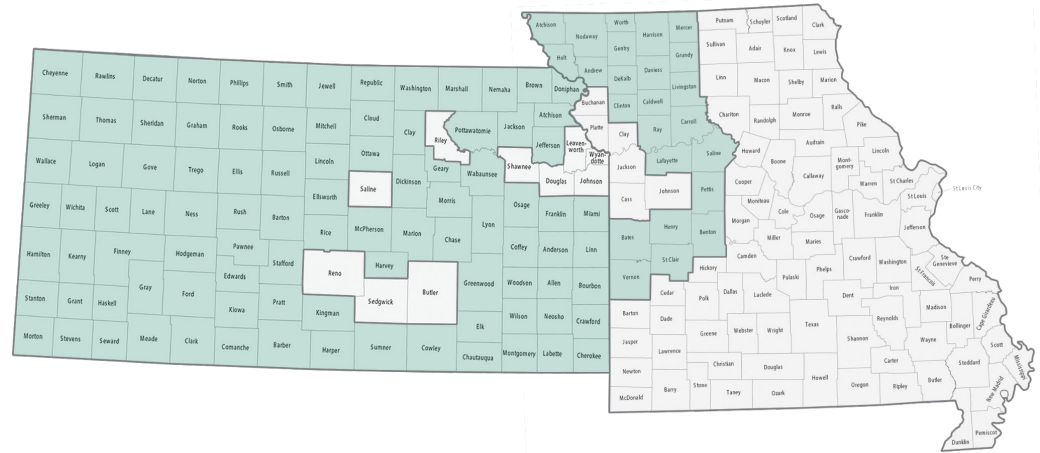 Cheyenne
Rawlins
Decatur
Norton
Phillips
Smith
Jewell
Republic
Washington
Marshall
Nemaha
Brown
Doniphan
Sherman
Thomas
Sheridan
Graham
Rooks
Osborne
Mitchell
Cloud
Clay
Riley
Pottawatomie
Jackson
Atchison
Jefferson
Leaven-
worth
Wyan-
dotte
Wallace
Logan
Gove
Trego
Ellis
Russell
Lincoln
Ottawa
Saline
Dickinson
Geary
Wabaunsee
Shawnee
Douglas
Johnson
Greeley
Wichita
Scott
Lane
Ness
Rush
Barton
Ellsworth
Rice
McPherson
Marion
Morris
Chase
Lyon
Osage
Franklin
Miami
Hamilton
Kearny
Finney
Hodgeman
Pawnee
Edwards
Stafford
Reno
Harvey
Sedgwick
Butler
Greenwood
Coffey
Anderson
Linn
Woodson
Allen
Bourbon
Stanton
Grant
Haskell
Gray
Ford
Kiowa
Pratt
Kingman
Elk
Wilson
Neosho
Crawford
Morton
Stevens
Seward
Meade
Clark
Comanche
Barber
Harper
Sumner
Cowley
Chautauqua
Montgomery
Labette
Cherokee
Atchison
Nodaway
Worth
Harrison
Mercer
Putnam
Schuyler
Scotland
Clark
Holt
Andrew
Gentry
DeKalb
Daviess
Grundy
Livingston
Sullivan
Adair
Knox
Lewis
Buchanan
Clinton
Caldwell
Linn
Macon
Shelby
Marion
Platte
Clay
Ray
Carroll
Chariton
Randolph
Monroe
Ralls
Pike
Jackson
Lafayette
Saline
Howard
Boone
Audrain
Callaway
Mont-
gomery
Lincoln
Warren
St Charles
St Louis
St Louis City
Cass
Johnson
Pettis
Cooper
Moniteau
Cole
Osage
Gasco-
nade
Franklin
Jefferson
Bates
Henry
Benton
Morgan
Miller
Maries
Vernon
St Clair
Hickory
Camden
Pulaski
Phelps
Crawford
Washington
St Francois
Ste
Genevieve
Perry
Barton
Cedar
Polk
Dallas
Laclede
Dent
Iron
Reynolds
Madison
Bollinger
Cape Girardeau
Jasper
Dade
Greene
Webster
Wright
Texas
Shannon
Wayne
Scott
Mississippi
Newton
Lawrence
Christian
Douglas
Howell
Carter
Stoddard
New Madrid
McDonald
Barry
Stone
Taney
Ozark
Oregon
Ripley
Butler
Dunklin
Pemiscot